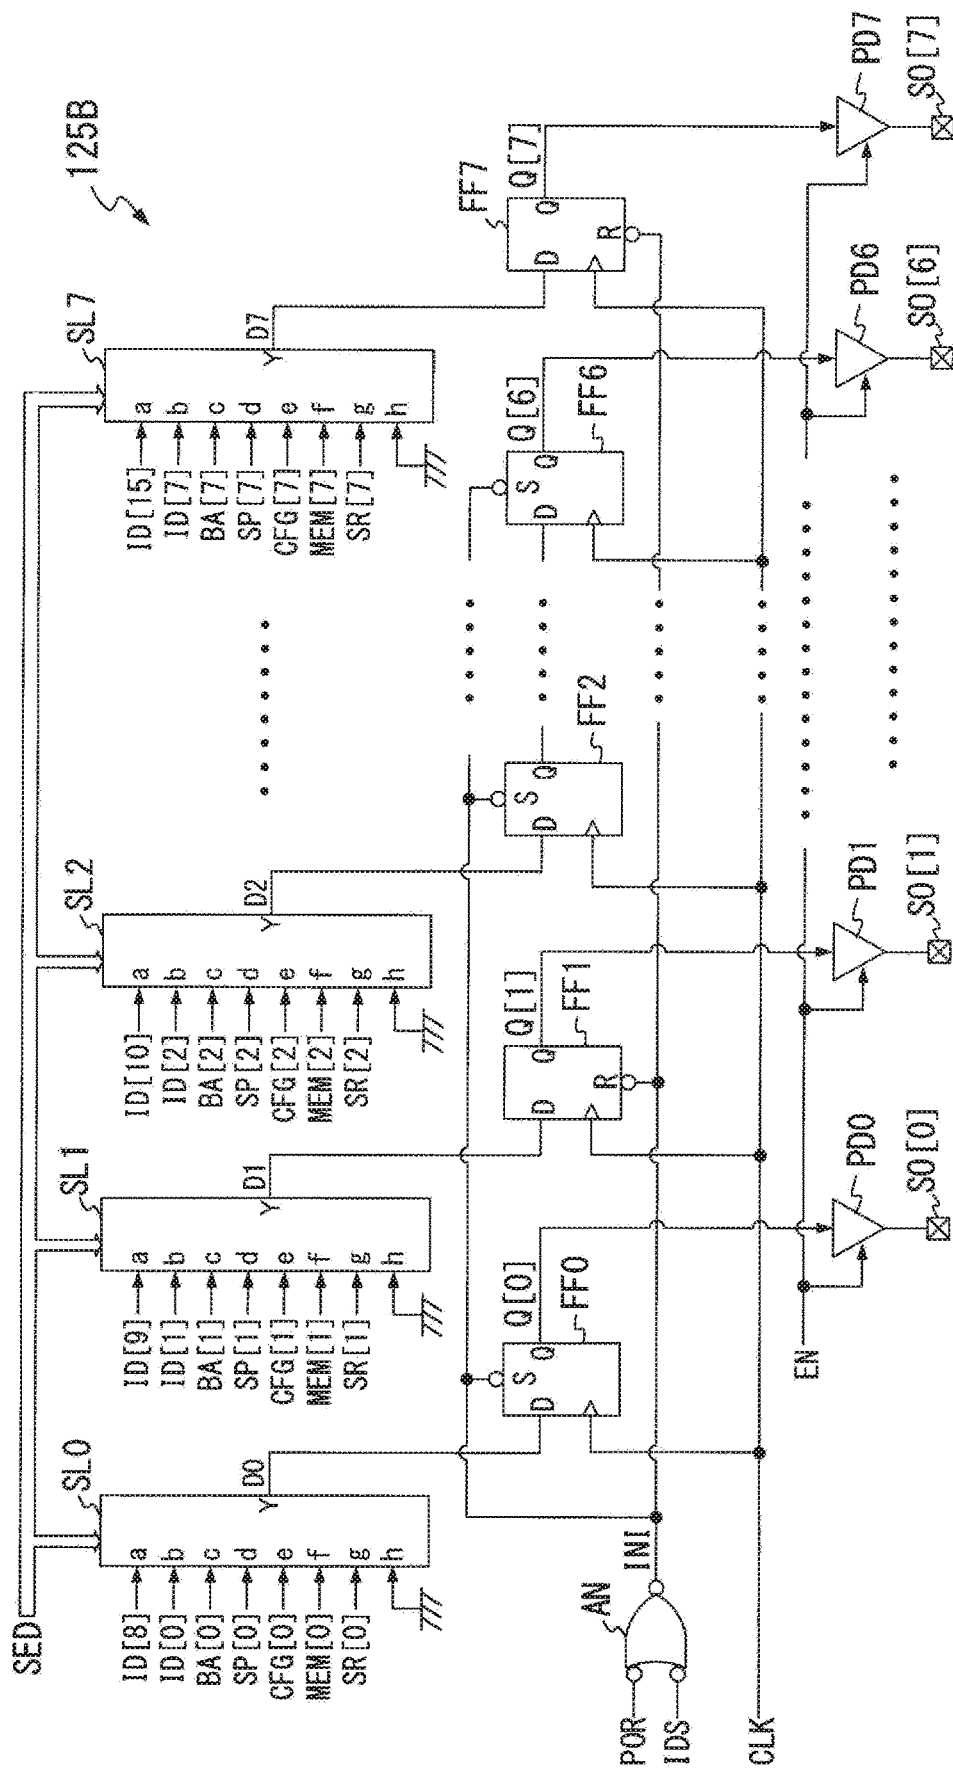 125B
SED
SL0
SL1
SL2
SL7
ID[8]
ID[0]
BA[0]
SP[0]
CFG[0]
MEM[0]
SR[0]
a
b
c
d
e
f
g
h
Y
D0
ID[9]
ID[1]
BA[1]
SP[1]
CFG[1]
MEM[1]
SR[1]
a
b
c
d
e
f
g
h
Y
D1
ID[10]
ID[2]
BA[2]
SP[2]
CFG[2]
MEM[2]
SR[2]
a
b
c
d
e
f
g
h
Y
D2
ID[15]
ID[7]
BA[7]
SP[7]
CFG[7]
MEM[7]
SR[7]
a
b
c
d
e
f
g
h
Y
D7
D
S
Q
Q[0]
FF0
D
R
Q
Q[1]
FF1
D
S
Q
FF2
D
S
Q
Q[6]
FF6
D
R
Q
Q[7]
FF7
POR
IDS
AN
INI
CLK
EN
PD0
PD1
PD6
PD7
SO[0]
SO[1]
SO[6]
SO[7]